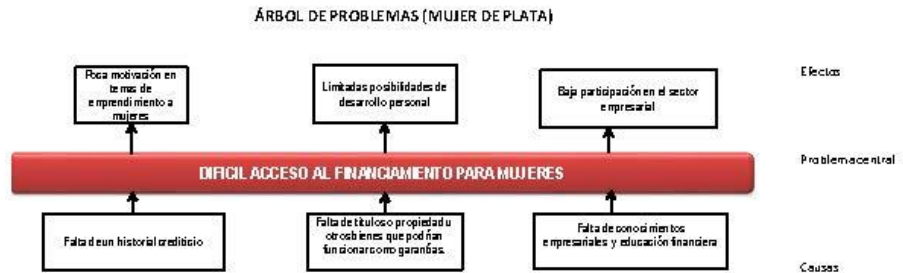 ÁRBOL DE PROBLEMAS (MUJER DE PLATA)
Poca motivación en
temas de
emprendimiento a
mujeres
Limitadas posibilidades de
desarrollo personal
Baja participación en el sector
empresarial
Efectos
DIFICIL ACCESO AL FINANCIAMIENTO PARA MUJERES
Problema central
Falta de un historial crediticio
Falta de títulos o propiedad u
otros bienes que podrían
funcionar como garantías.
Falta de conocimientos
empresariales y educación financiera
Causas